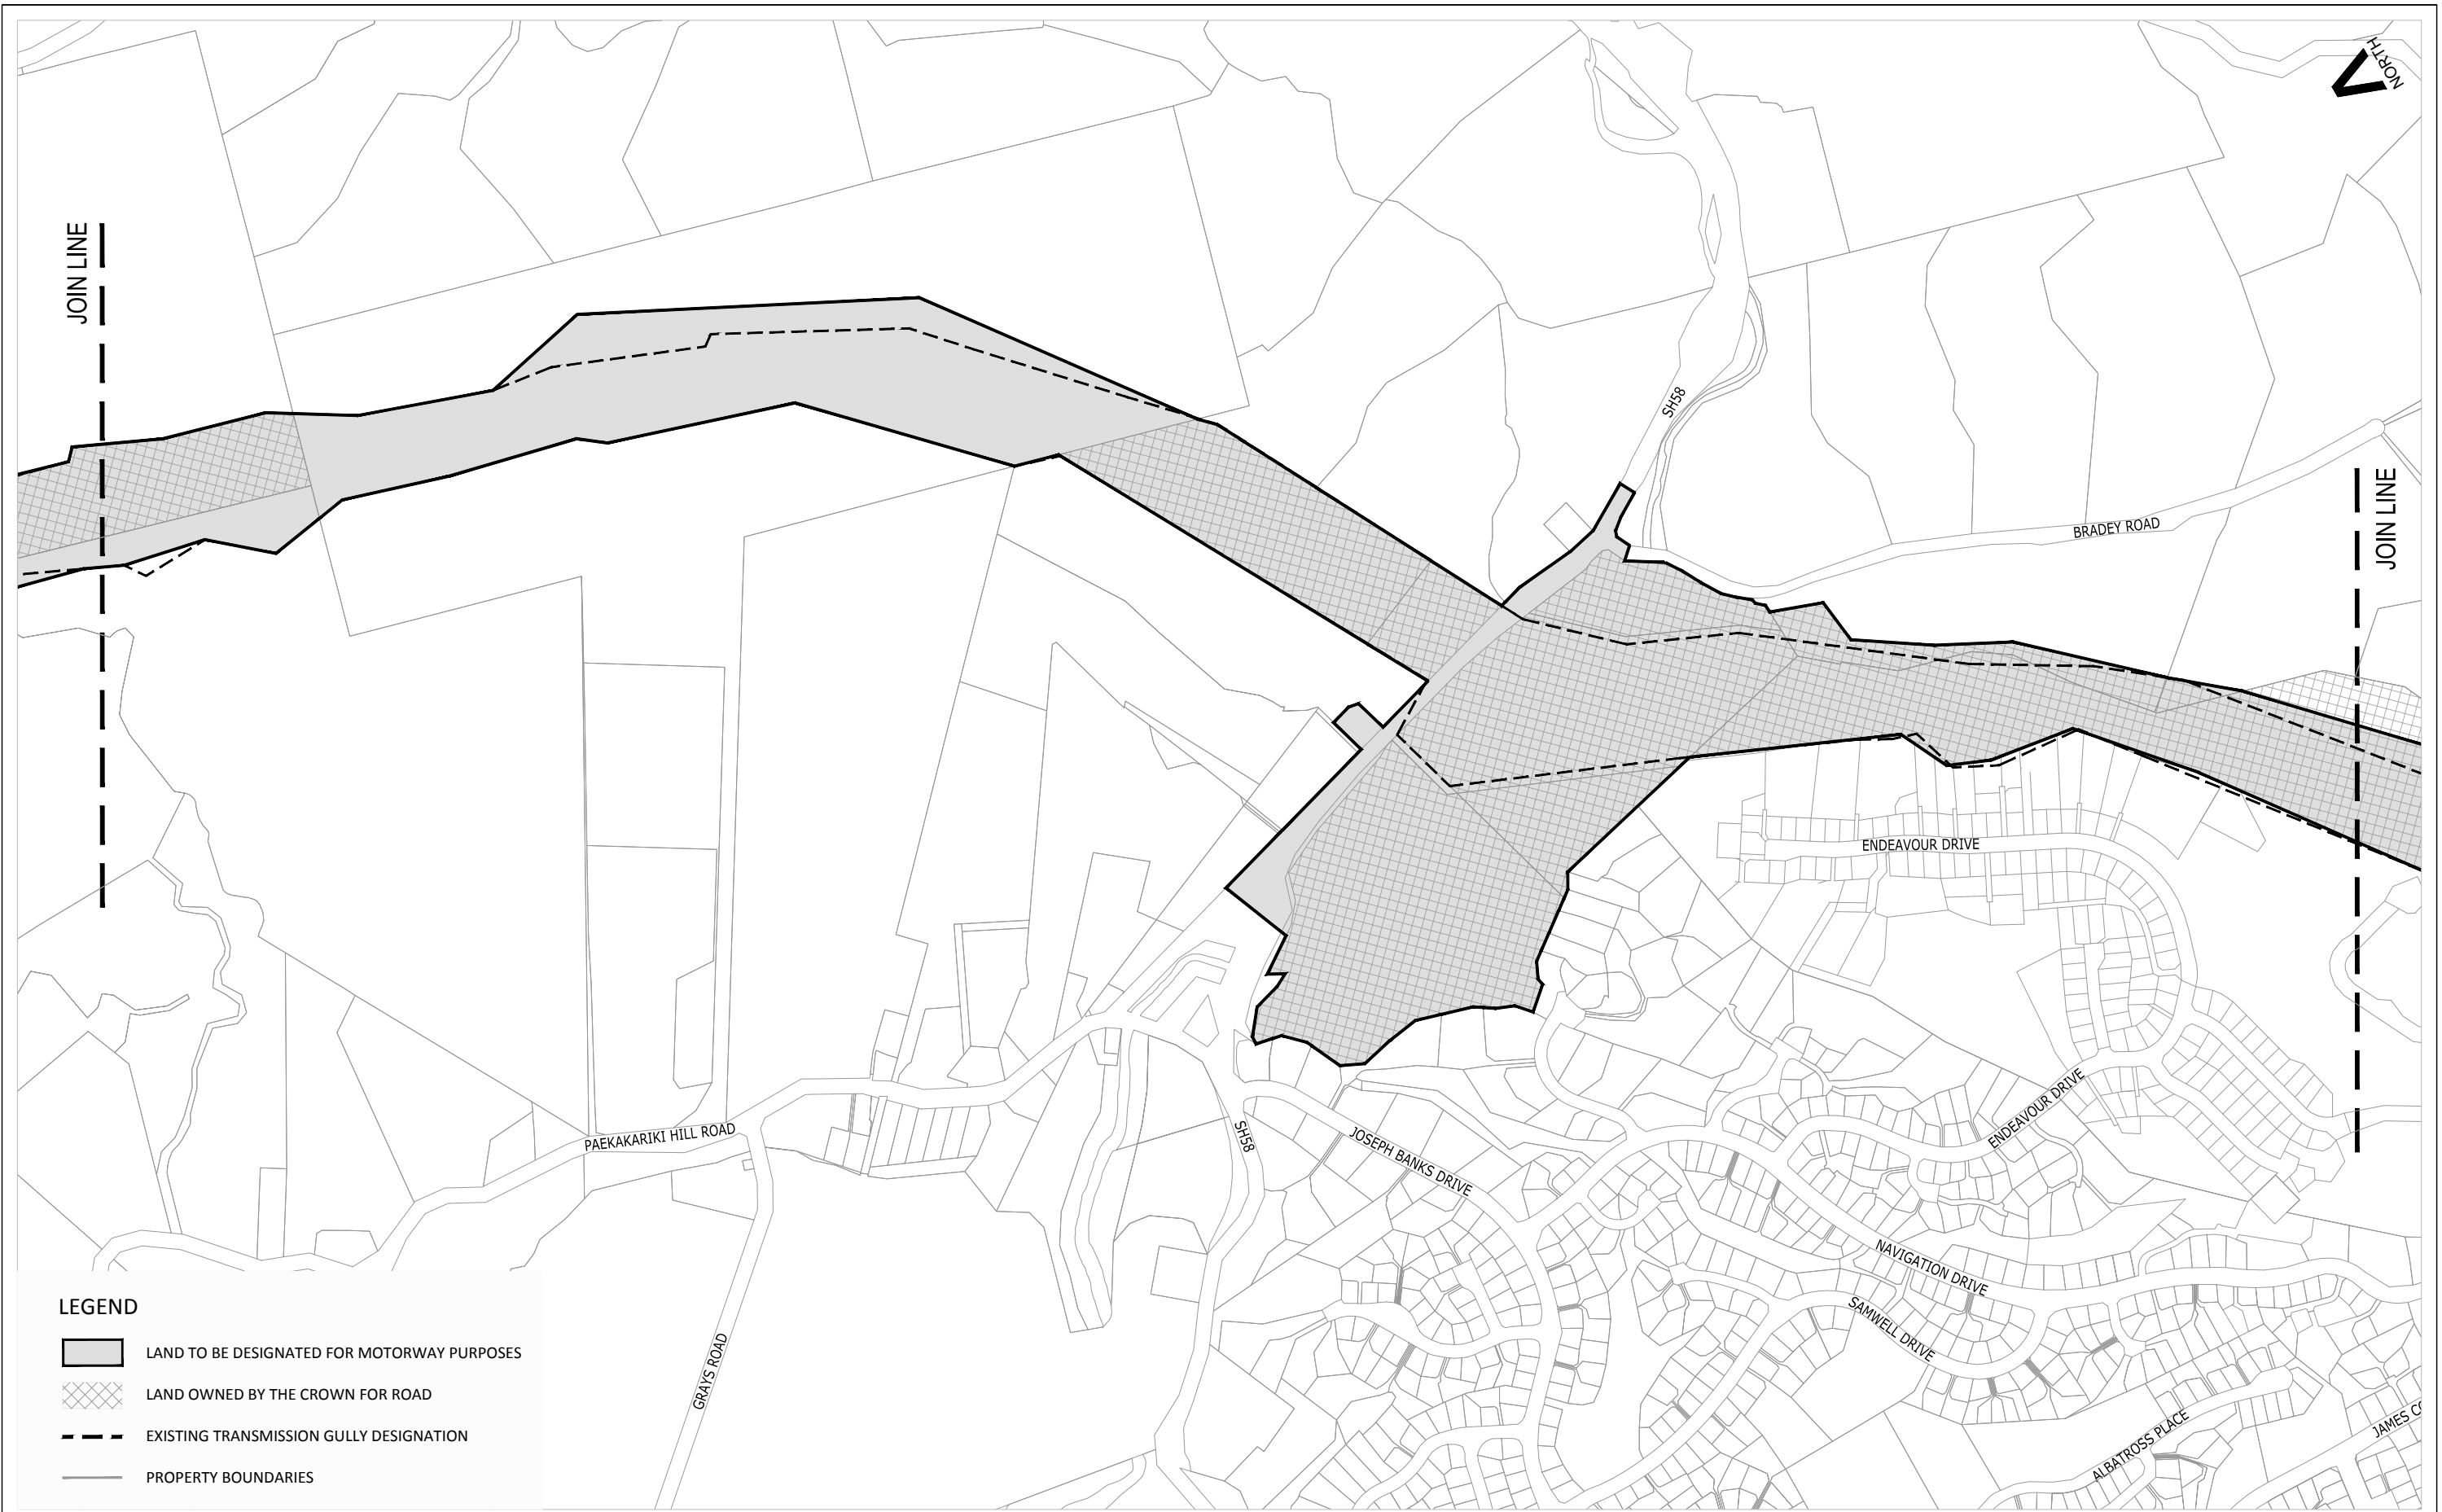 NORTH
JOIN LINE
SH58
BRADEY ROAD
JOIN LINE
ENDEAVOUR DRIVE
ENDEAVOUR DRIVE
PAEKAKARIKI HILL ROAD
SH58
JOSEPH BANKS DRIVE
NAVIGATION DRIVE
SAMWELL DRIVE
GRAYS ROAD
ALBATROSS PLACE
JAMES CO
LEGEND
LAND TO BE DESIGNATED FOR MOTORWAY PURPOSES
LAND OWNED BY THE CROWN FOR ROAD
EXISTING TRANSMISSION GULLY DESIGNATION
PROPERTY BOUNDARIES